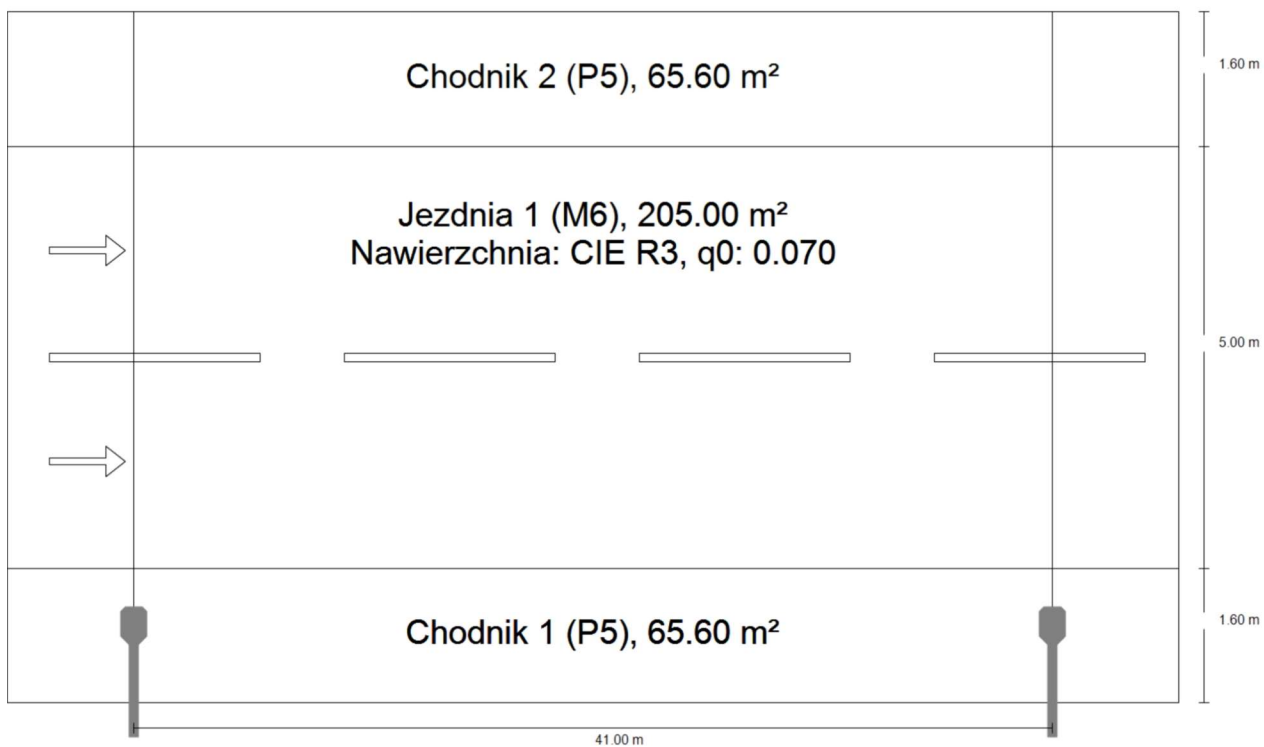 Chodnik 2 (P5), 65.60 m²
1.60 m
Jezdnia 1 (M6), 205.00 m²
Nawierzchnia: CIE R3, q0: 0.070
5.00 m
Chodnik 1 (P5), 65.60 m²
1.60 m
41.00 m